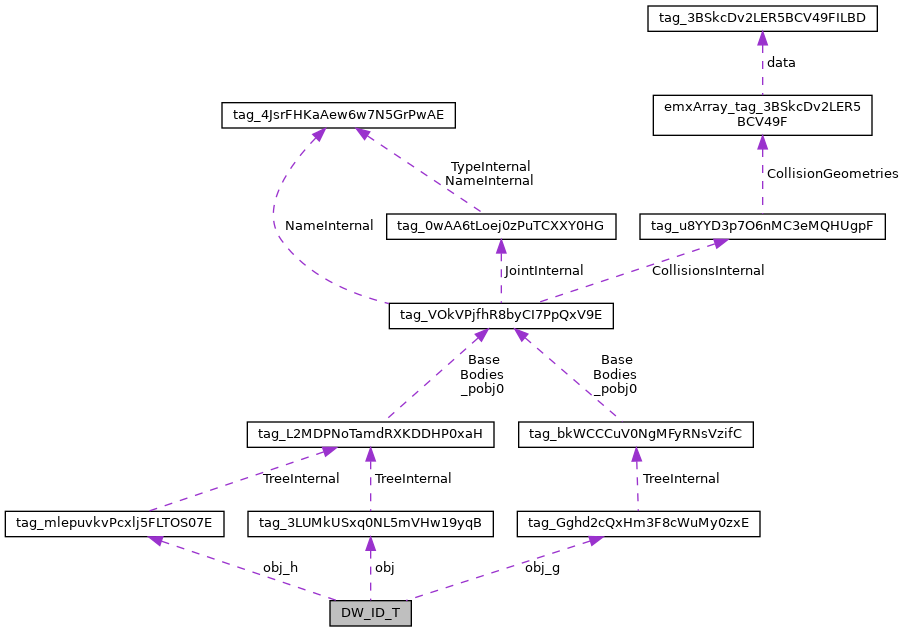 tag_3BSkcDv2LER5BCV49FILBD
data
tag_4JsrFHKaAew6w7N5GrPwAE
emxArray_tag_3BSkcDv2LER5
BCV49F
TypeInternal
NameInternal
CollisionGeometries
NameInternal
tag_0wAA6tLoej0zPuTCXXY0HG
tag_u8YYD3p7O6nMC3eMQHUgpF
JointInternal
CollisionsInternal
tag_VOkVPjfhR8byCI7PpQxV9E
Base
Bodies
_pobj0
Base
Bodies
_pobj0
tag_L2MDPNoTamdRXKDDHP0xaH
tag_bkWCCCuV0NgMFyRNsVzifC
TreeInternal
TreeInternal
TreeInternal
tag_mlepuvkvPcxlj5FLTOS07E
tag_3LUMkUSxq0NL5mVHw19yqB
tag_Gghd2cQxHm3F8cWuMy0zxE
obj_h
obj
obj_g
DW_ID_T